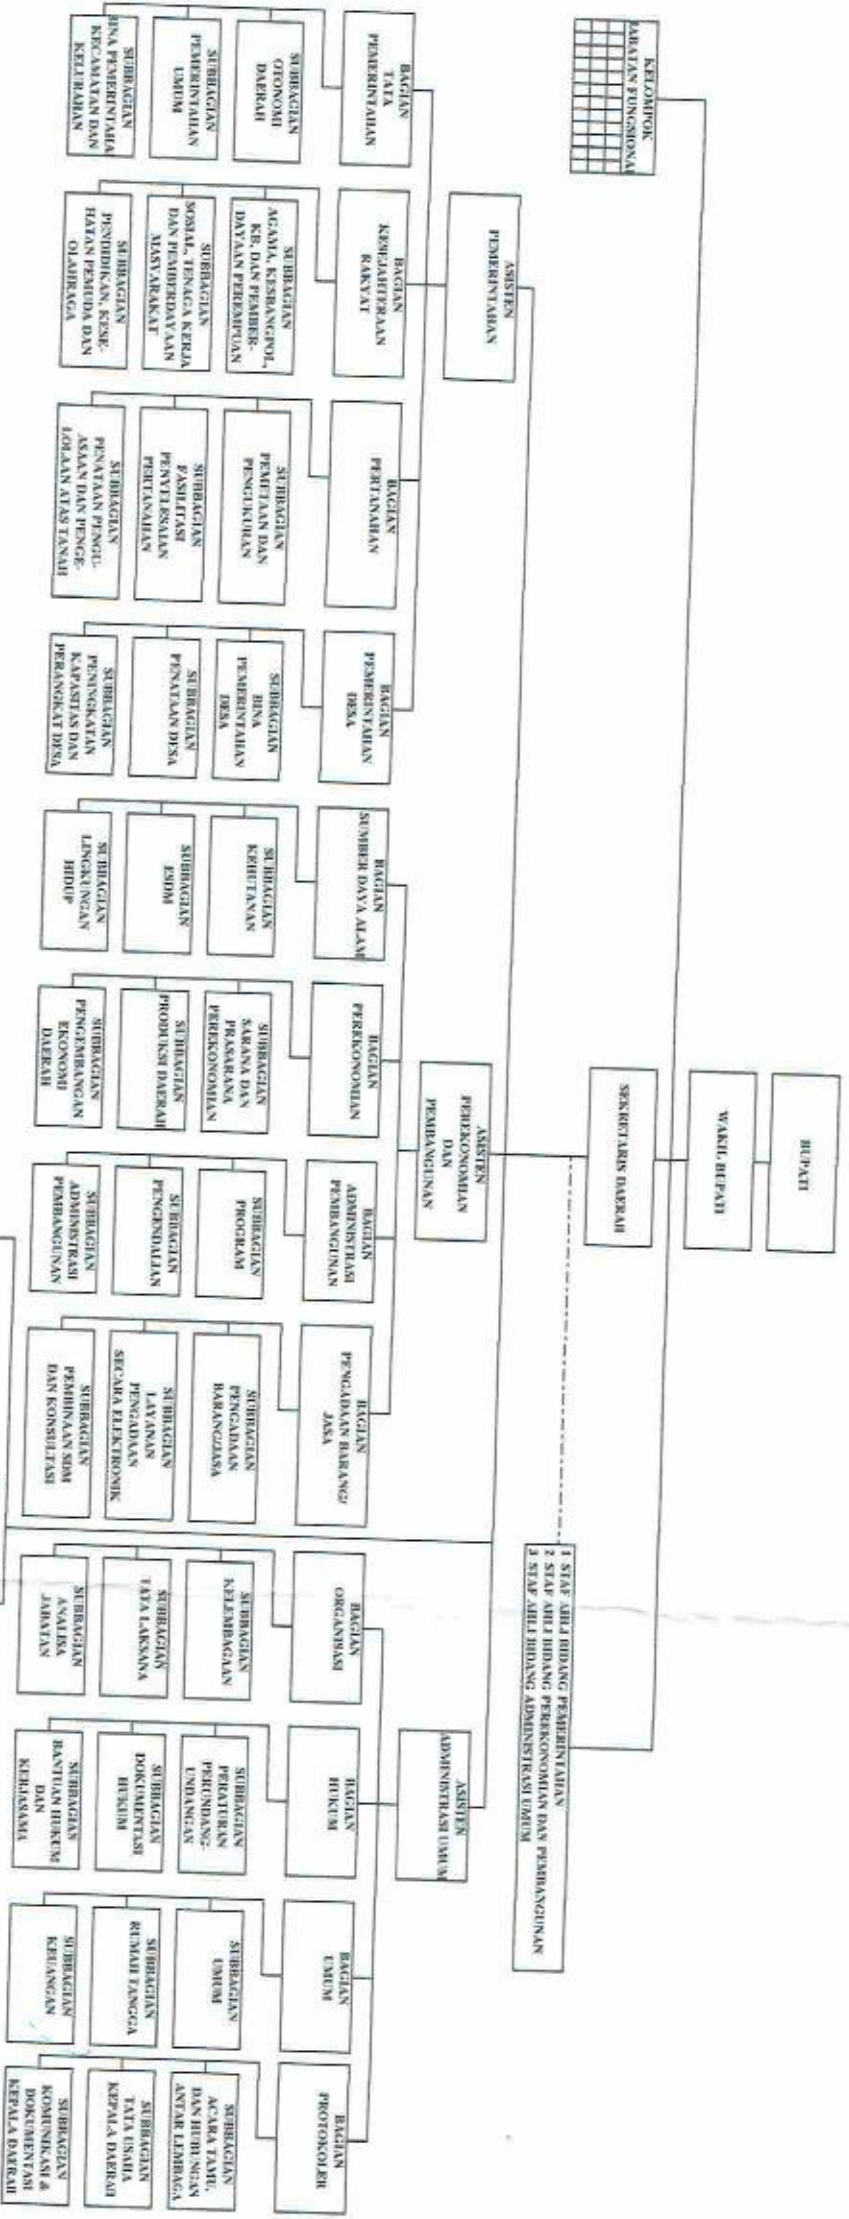 BUPATI
WAKIL BUPATI
KELOMPOK
JABATAN FUNGSIONAL
SEKRETARIS DAERAH
1 STAF AHLI BIDANG PEMERINTAHAN
2 STAF AHLI BIDANG PEREKONOMIAN DAN PEMBANGUNAN
3 STAF AHLI BIDANG ADMINISTRASI UMUM
ASISTEN
PEMERINTAHAN
ASISTEN
PEREKONOMIAN
DAN
PEMBANGUNAN
ASISTEN
ADMINISTRASI UMUM
BAGIAN
TATA
PEMERINTAHAN
SUBBAGIAN
OTONOMI
DAERAH
SUBBAGIAN
PEMERINTAHAN
UMUM
SUBBAGIAN
BINA PEMERINTAHA
KECAMATAN DAN
KELURAHAN
BAGIAN
KESEJAHTERAAN
RAKYAT
SUBBAGIAN
AGAMA, KESBANGPOL,
KB, DAN PEMBER-
DAYAAN PEREMPUAN
SUBBAGIAN
SOSIAL, TENAGA KERJA
DAN PEMBERDAYAAN
MASYARAKAT
SUBBAGIAN
PENDIDIKAN, KESE-
HATAN PEMUDA DAN
OLAHRAGA
BAGIAN
PERTANAHAN
SUBBAGIAN
PEMETAAN DAN
PENGUKURAN
SUBBAGIAN
FASILITASI
PENYELESAIAN
PERTANAHAN
SUBBAGIAN
PENATAAN PENGU-
ASAAN DAN PENGE-
LOLAAN ATAS TANAH
BAGIAN
PEMERINTAHAN
DESA
SUBBAGIAN
BINA
PEMERINTAHAN
DESA
SUBBAGIAN
PENATAAN DESA
SUBBAGIAN
PENINGKATAN
KAPASITAS DAN
PERANGKAT DESA
BAGIAN
SUMBER DAYA ALAM
SUBBAGIAN
KEHUTANAN
SUBBAGIAN
ESDM
SUBBAGIAN
LINGKUNGAN
HIDUP
BAGIAN
PEREKONOMIAN
SUBBAGIAN
SARANA DAN
PRASARANA
PEREKONOMIAN
SUBBAGIAN
PRODUKSI DAERAH
SUBBAGIAN
PENGEMBANGAN
EKONOMI
DAERAH
BAGIAN
ADMINISTRASI
PEMBANGUNAN
SUBBAGIAN
PROGRAM
SUBBAGIAN
PENGENDALIAN
SUBBAGIAN
ADMINISTRASI
PEMBANGUNAN
BAGIAN
PENGADAAN BARANG/
JASA
SUBBAGIAN
PENGADAAN
BARANG/JASA
SUBBAGIAN
LAYANAN
PENGADAAN
SECARA ELEKTRONIK
SUBBAGIAN
PEMBINAAN SDM
DAN KONSULTASI
BAGIAN
ORGANISASI
SUBBAGIAN
KELEMBAGAAN
SUBBAGIAN
TATA LAKSANA
SUBBAGIAN
ANALISA
JABATAN
BAGIAN
HUKUM
SUBBAGIAN
PERATURAN
PERUNDANG-
UNDANGAN
SUBBAGIAN
DOKUMENTASI
HUKUM
SUBBAGIAN
BANTUAN HUKUM
DAN
KERJASAMA
BAGIAN
UMUM
SUBBAGIAN
UMUM
SUBBAGIAN
RUMAH TANGGA
SUBBAGIAN
KEUANGAN
BAGIAN
PROTOKOLER
SUBBAGIAN
ACARA TAMU,
DAN HUBUNGAN
ANTAR LEMBAGA
SUBBAGIAN
TATA USAHA
KEPALA DAERAH
SUBBAGIAN
KOMUNIKASI &
DOKUMENTASI
KEPALA DAERAH